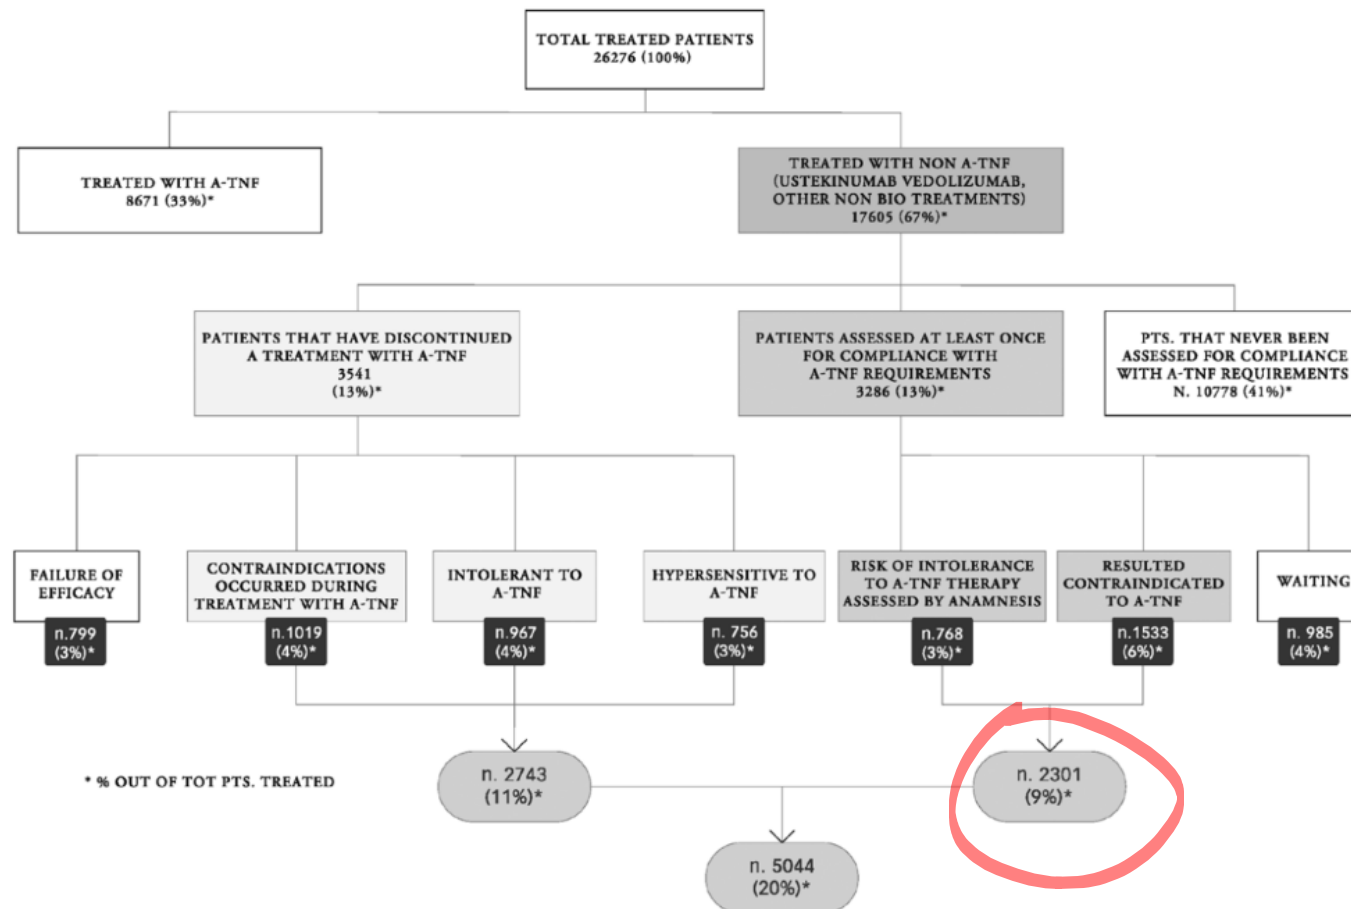 TOTAL TREATED PATIENTS
26276 (100%)
TREATED WITH A-TNF
8671 (33%)*
TREATED WITH NON A-TNF
(USTEKINUMAB VEDOLIZUMAB,
OTHER NON BIO TREATMENTS)
17605 (67%)*
PATIENTS THAT HAVE DISCONTINUED
A TREATMENT WITH A-TNF
3541
(13%)*
PATIENTS ASSESSED AT LEAST ONCE
FOR COMPLIANCE WITH
A-TNF REQUIREMENTS
3286 (13%)*
PTS. THAT NEVER BEEN
ASSESSED FOR COMPLIANCE
WITH A-TNF REQUIREMENTS
N. 10778 (41%)*
FAILURE OF
EFFICACY
n.799
(3%)*
CONTRAINDICATIONS
OCCURRED DURING
TREATMENT WITH A-TNF
n.1019
(4%)*
INTOLERANT TO
A-TNF
n.967
(4%)*
HYPERSENSITIVE TO
A-TNF
n. 756
(3%)*
RISK OF INTOLERANCE
TO A-TNF THERAPY
ASSESSED BY ANAMNESIS
n.768
(3%)*
RESULTED
CONTRAINDICATED
TO A-TNF
n.1533
(6%)*
WAITING
n. 985
(4%)*
n. 2743
(11%)*
n. 2301
(9%)*
* % OUT OF TOT PTS. TREATED
n. 5044
(20%)*